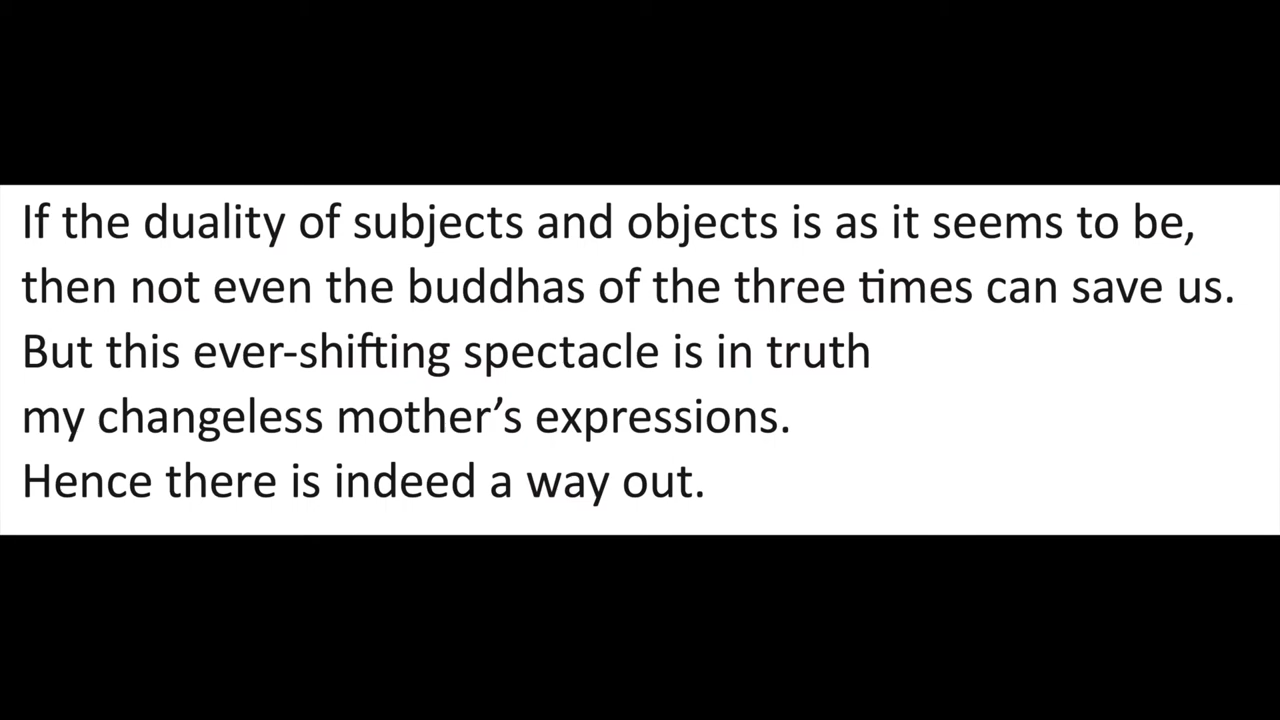 If the duality of subjects and objects is as it seems to be,
then not even the buddhas of the three times can save us.
But this ever-shifting spectacle is in truth
my changeless mother’s expressions.
Hence there is indeed a way out.